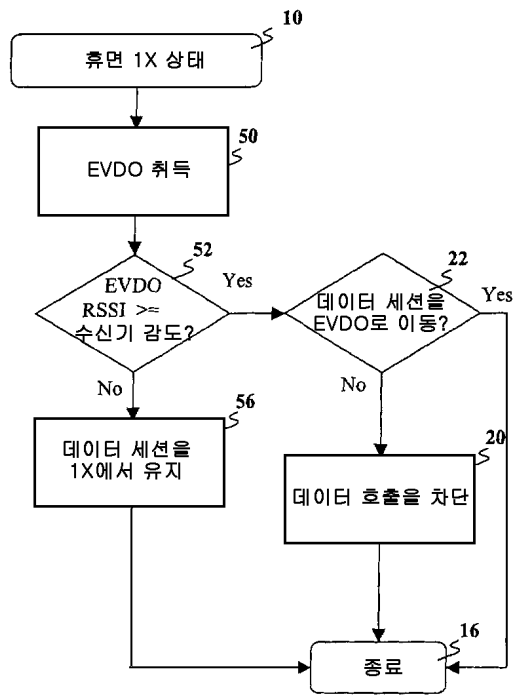 10
휴면 1X 상태
50
EVDO 취득
52
EVDO
RSSI >=
수신기 감도?
Yes
22
데이터 세션을
EVDO로 이동?
Yes
No
56
데이터 세션을
1X에서 유지
No
20
데이터 호출을 차단
16
종료